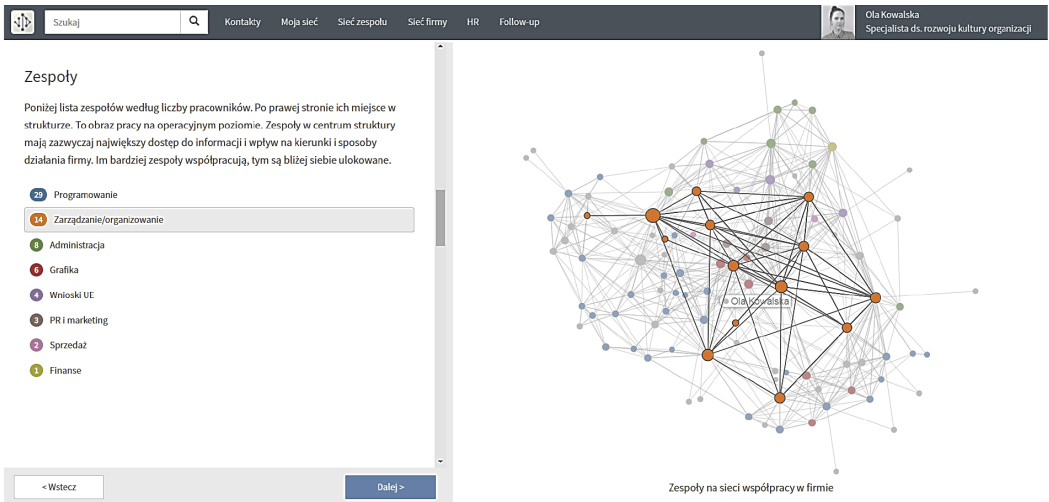 Szukaj
Kontakty
Moja sieć
Sieć zespołu
Sieć firmy
HR
Follow-up
Ola Kowalska
Specjalista ds. rozwoju kultury organizacji
Zespoły
Poniżej lista zespołów według liczby pracowników. Po prawej stronie ich miejsce w
strukturze. To obraz pracy na operacyjnym poziomie. Zespoły w centrum struktury
mają zazwyczaj największy dostęp do informacji i wpływ na kierunki i sposoby
działania firmy. Im bardziej zespoły współpracują, tym są bliżej siebie ulokowane.
29 Programowanie
14 Zarządzanie/organizowanie
8 Administracja
6 Grafika
4 Wnioski UE
3 PR i marketing
2 Sprzedaż
1 Finanse
Ola Kowalska
< Wstecz
Dalej >
Zespoły na sieci współpracy w firmie